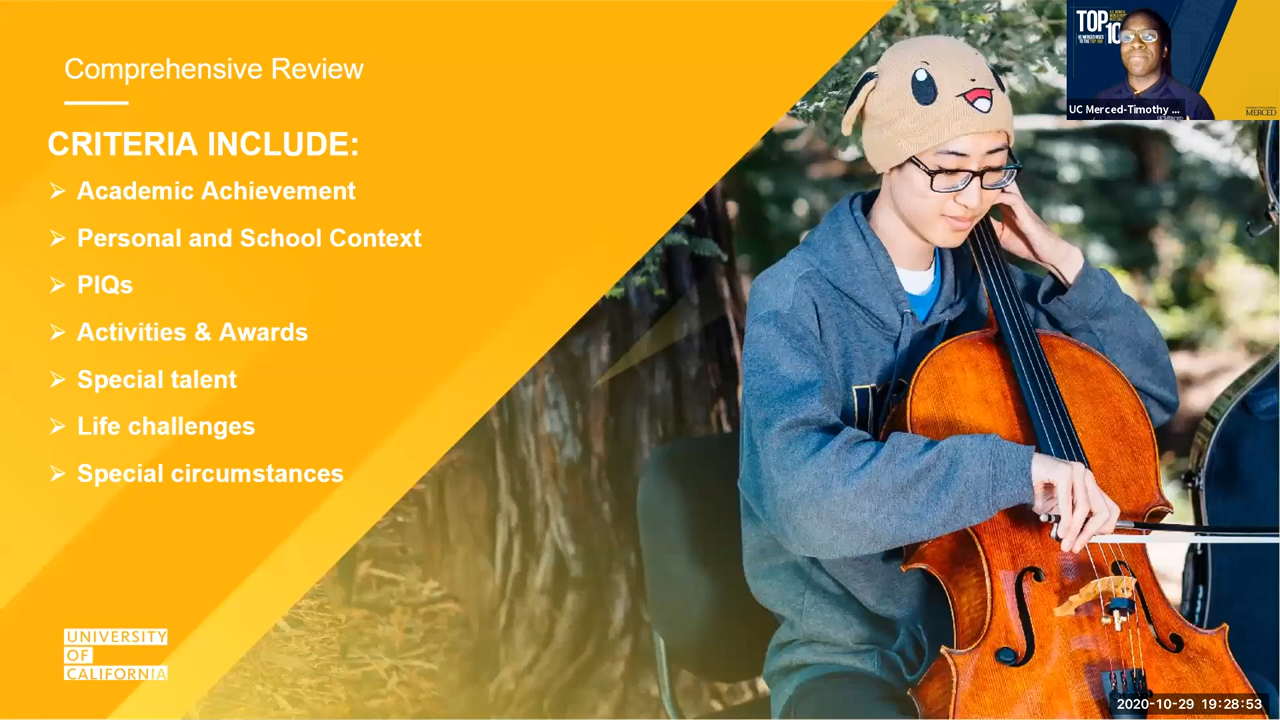 Comprehensive Review
CRITERIA INCLUDE:
➢ Academic Achievement
➢ Personal and School Context
➢ PIQs
➢ Activities & Awards
➢ Special talent
➢ Life challenges
➢ Special circumstances
UNIVERSITY
OF
CALIFORNIA
TOP
UC Merced-Timothy ...
MERCED
2020-10-29 19:28:53